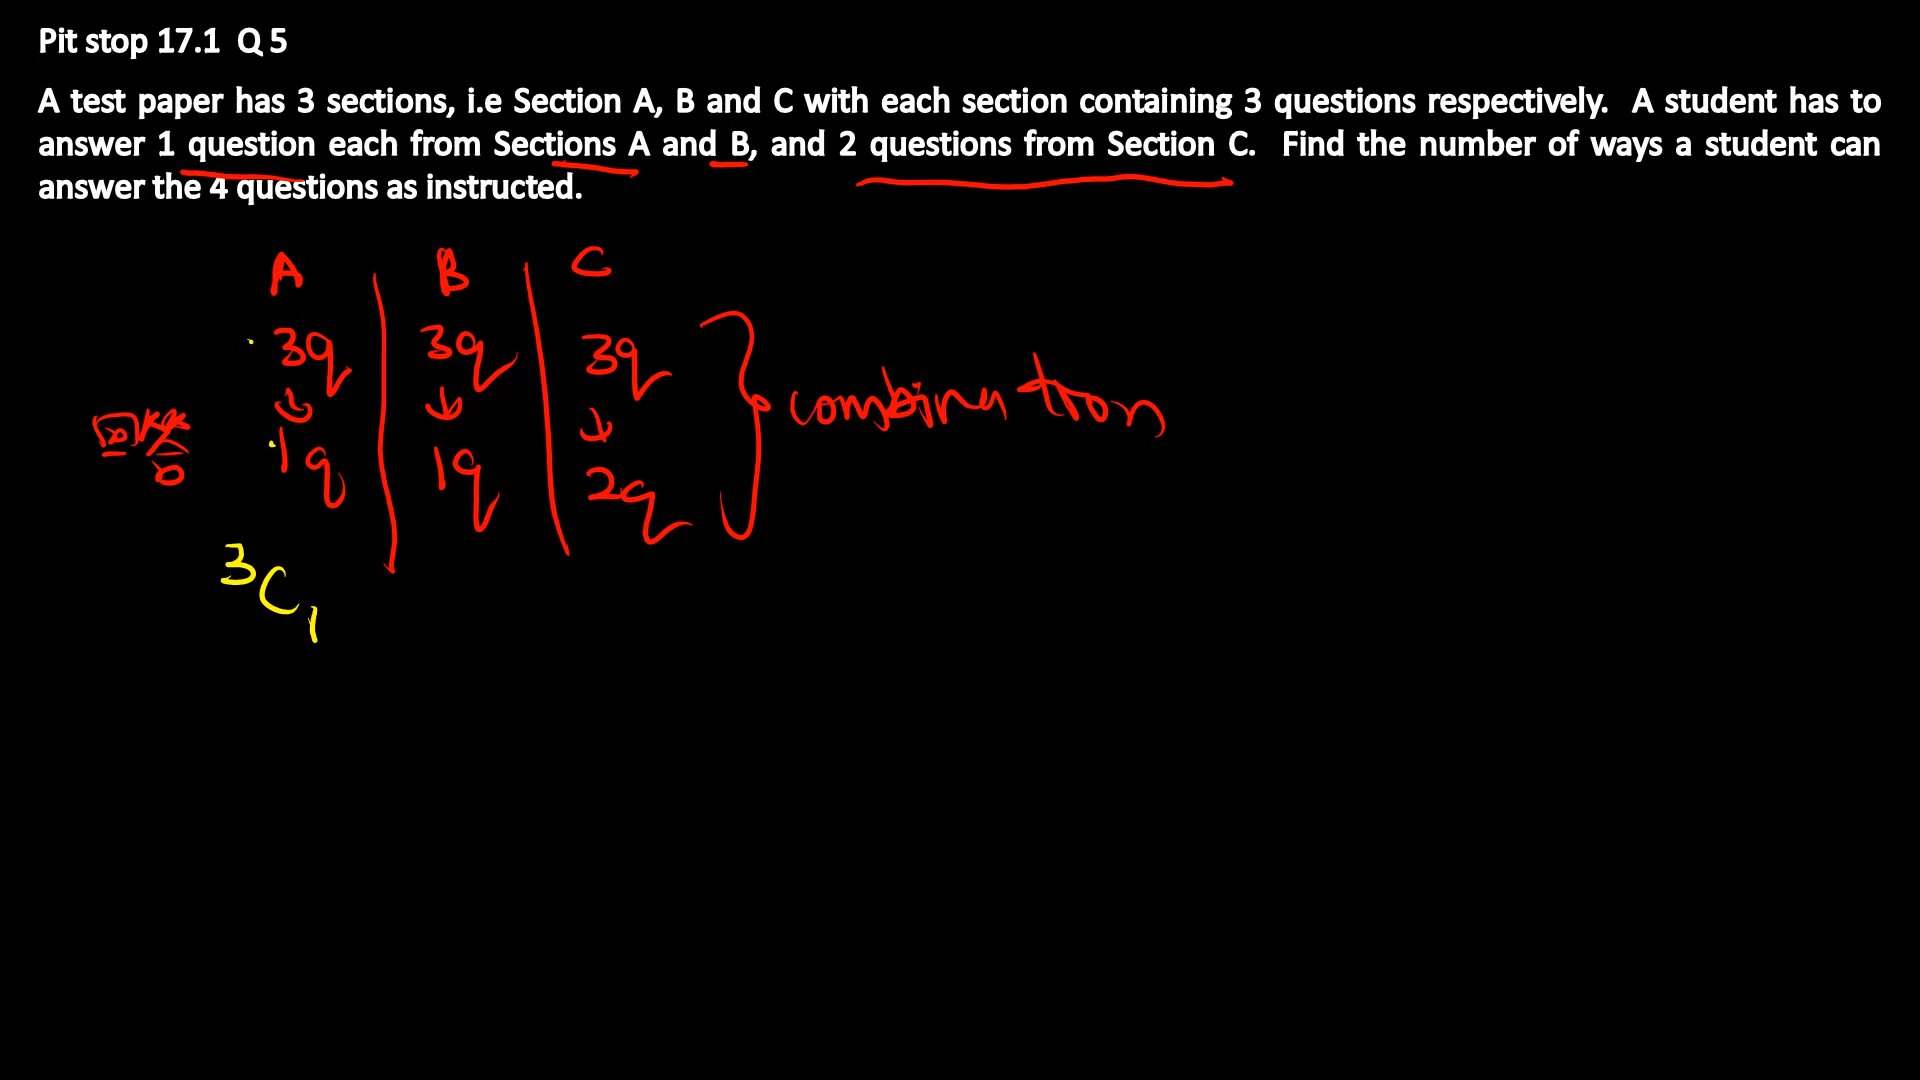 Pit stop 17.1 Q 5
A test paper has 3 sections, i.e Section A, B and C with each section containing 3 questions respectively. A student has to
answer 1 question each from Sections A and B, and 2 questions from Section C. Find the number of ways a student can
answer the 4 questions as instructed.
A B C
3q 3q 3q
combination
1q 1q 2q
³C₁